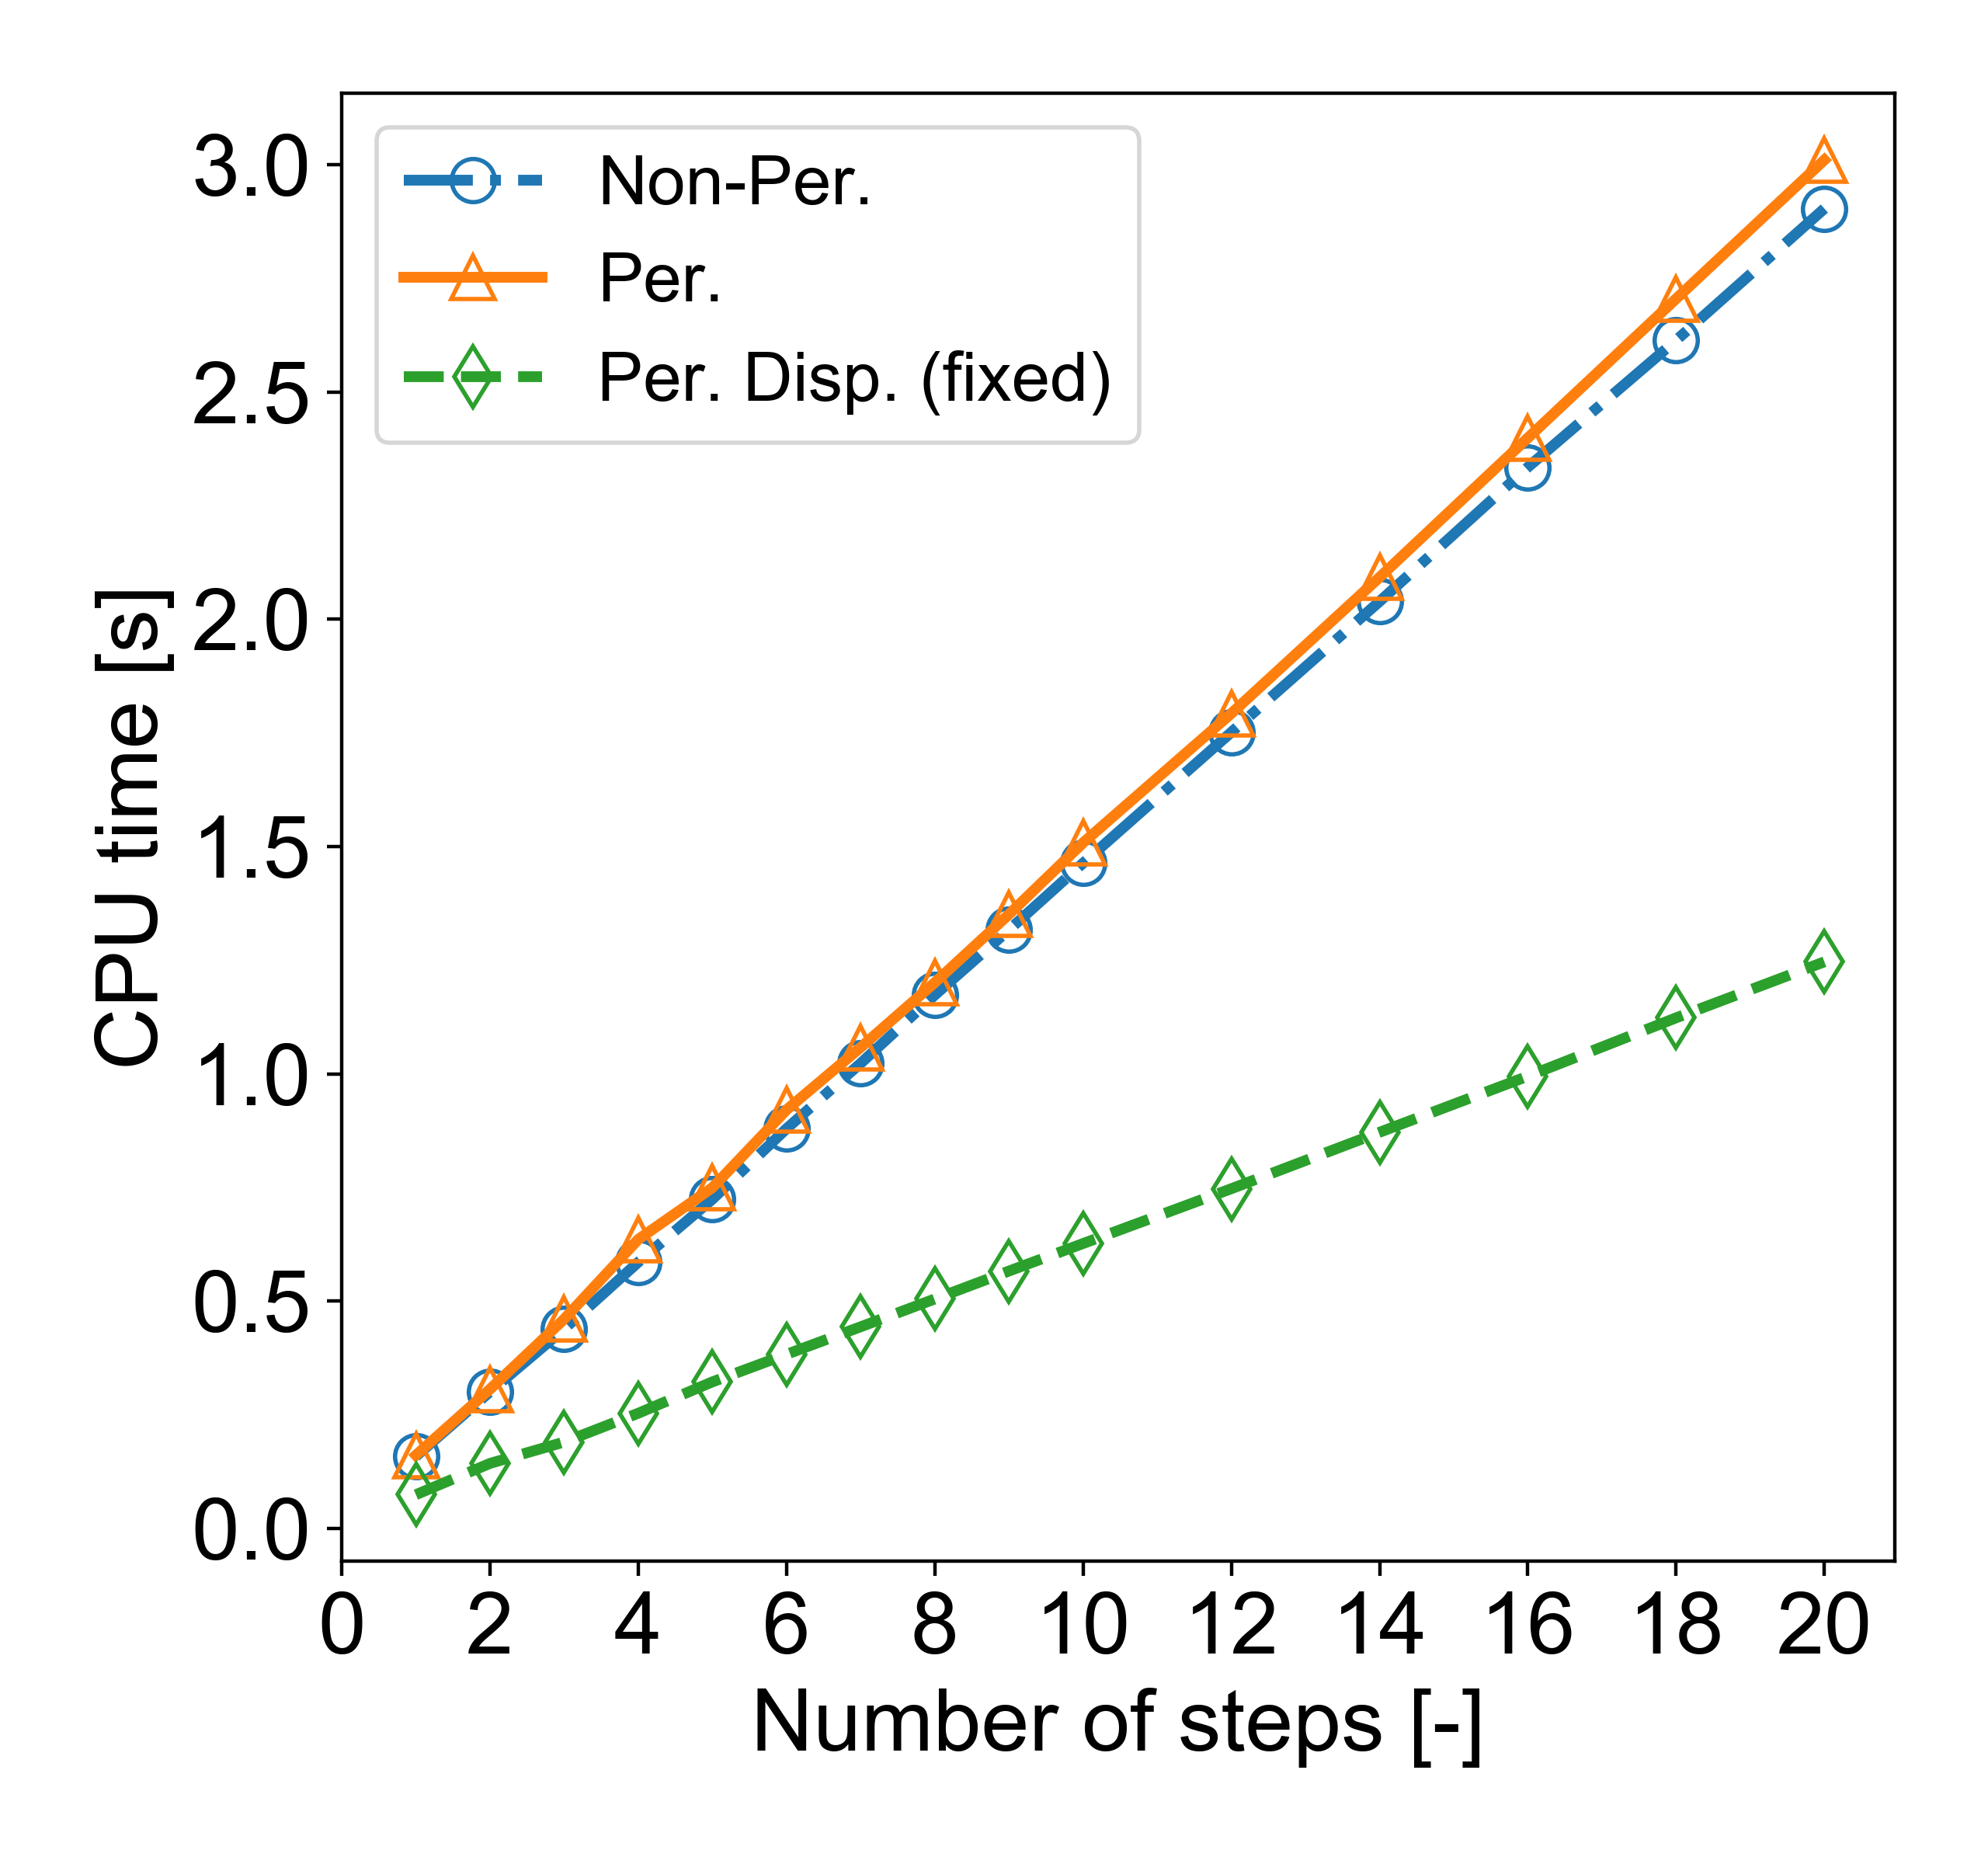 Non-Per.
Per.
Per. Disp. (fixed)
CPU time [s]
3.0
2.5
2.0
1.5
1.0
0.5
0.0
0 2 4 6 8 10 12 14 16 18 20
Number of steps [-]